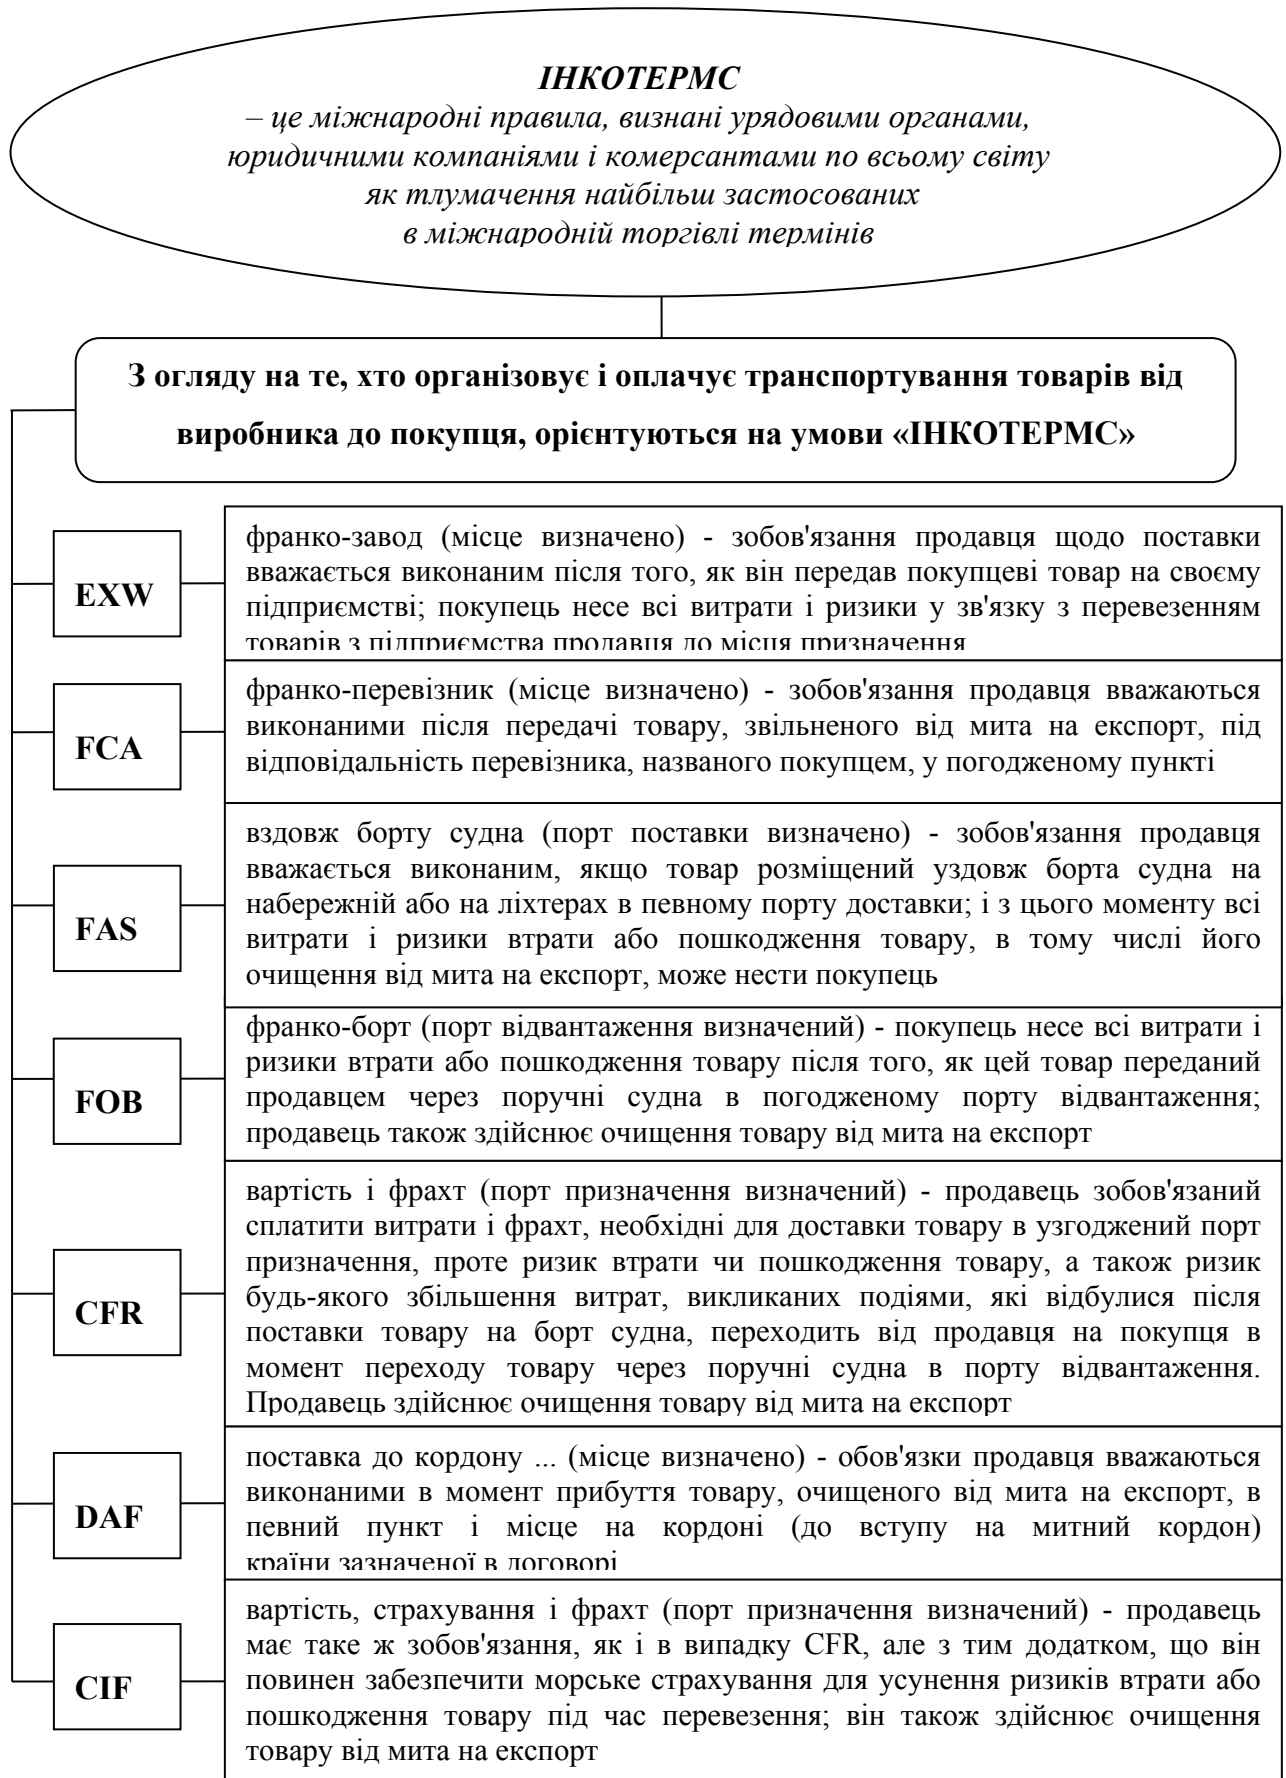 ІНКОТЕРМС
– це міжнародні правила, визнані урядовими органами,
юридичними компаніями і комерсантами по всьому світу
як тлумачення найбільш застосованих
в міжнародній торгівлі термінів
З огляду на те, хто організовує і оплачує транспортування товарів від
виробника до покупця, орієнтуються на умови «ІНКОТЕРМС»
EXW
франко-завод (місце визначено) - зобов'язання продавця щодо поставки
вважається виконаним після того, як він передав покупцеві товар на своєму
підприємстві; покупець несе всі витрати і ризики у зв'язку з перевезенням
товарів з підприємства продавця до місця призначення
FCA
франко-перевізник (місце визначено) - зобов'язання продавця вважаються
виконаними після передачі товару, звільненого від мита на експорт, під
відповідальність перевізника, названого покупцем, у погодженому пункті
FAS
вздовж борту судна (порт поставки визначено) - зобов'язання продавця
вважається виконаним, якщо товар розміщений уздовж борта судна на
набережній або на ліхтерах в певному порту доставки; і з цього моменту всі
витрати і ризики втрати або пошкодження товару, в тому числі його
очищення від мита на експорт, може нести покупець
FOB
франко-борт (порт відвантаження визначений) - покупець несе всі витрати і
ризики втрати або пошкодження товару після того, як цей товар переданий
продавцем через поручні судна в погодженому порту відвантаження;
продавець також здійснює очищення товару від мита на експорт
CFR
вартість і фрахт (порт призначення визначений) - продавець зобов'язаний
сплатити витрати і фрахт, необхідні для доставки товару в узгоджений порт
призначення, проте ризик втрати чи пошкодження товару, а також ризик
будь-якого збільшення витрат, викликаних подіями, які відбулися після
поставки товару на борт судна, переходить від продавця на покупця в
момент переходу товару через поручні судна в порту відвантаження.
Продавець здійснює очищення товару від мита на експорт
DAF
поставка до кордону ... (місце визначено) - обов'язки продавця вважаються
виконаними в момент прибуття товару, очищеного від мита на експорт, в
певний пункт і місце на кордоні (до вступу на митний кордон)
країни зазначеної в договорі
CIF
вартість, страхування і фрахт (порт призначення визначений) - продавець
має таке ж зобов'язання, як і в випадку CFR, але з тим додатком, що він
повинен забезпечити морське страхування для усунення ризиків втрати або
пошкодження товару під час перевезення; він також здійснює очищення
товару від мита на експорт